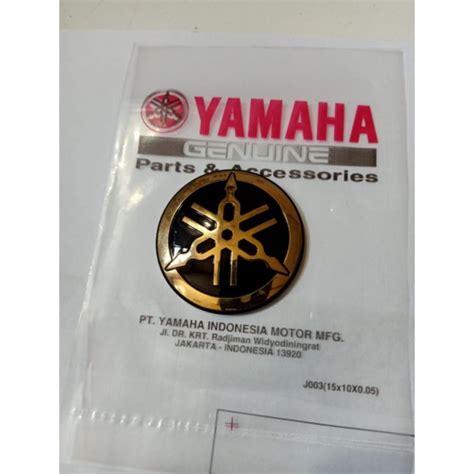 YAMAHA
GENUINE
Parts & Accessories
PT. YAMAHA INDONESIA MOTOR MFG.
Jl. DR. KRT. Radjiman Widyodiningrat
JAKARTA - INDONESIA 13920
J003(15x10X0.05)